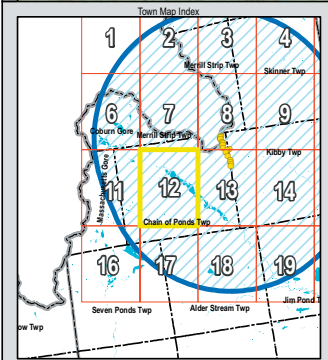 Town Map Index
1
2
3
4
Merrill Strip Twp
Skinner Twp
6
7
8
9
Coburn Gore
Merrill Strip Twp
Kibby Twp
Massachusetts Gore
11
12
13
14
Chain of Ponds Twp
16
17
18
19
Jim Pond T
Seven Ponds Twp
Alder Stream Twp
ow Twp